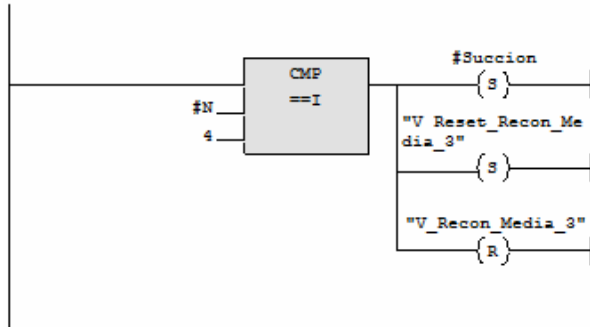 #Succion
CMP
==I
(S)
#N
4
"V Reset_Recon_Me
dia_3"
(S)
"V_Recon_Media_3"
(R)